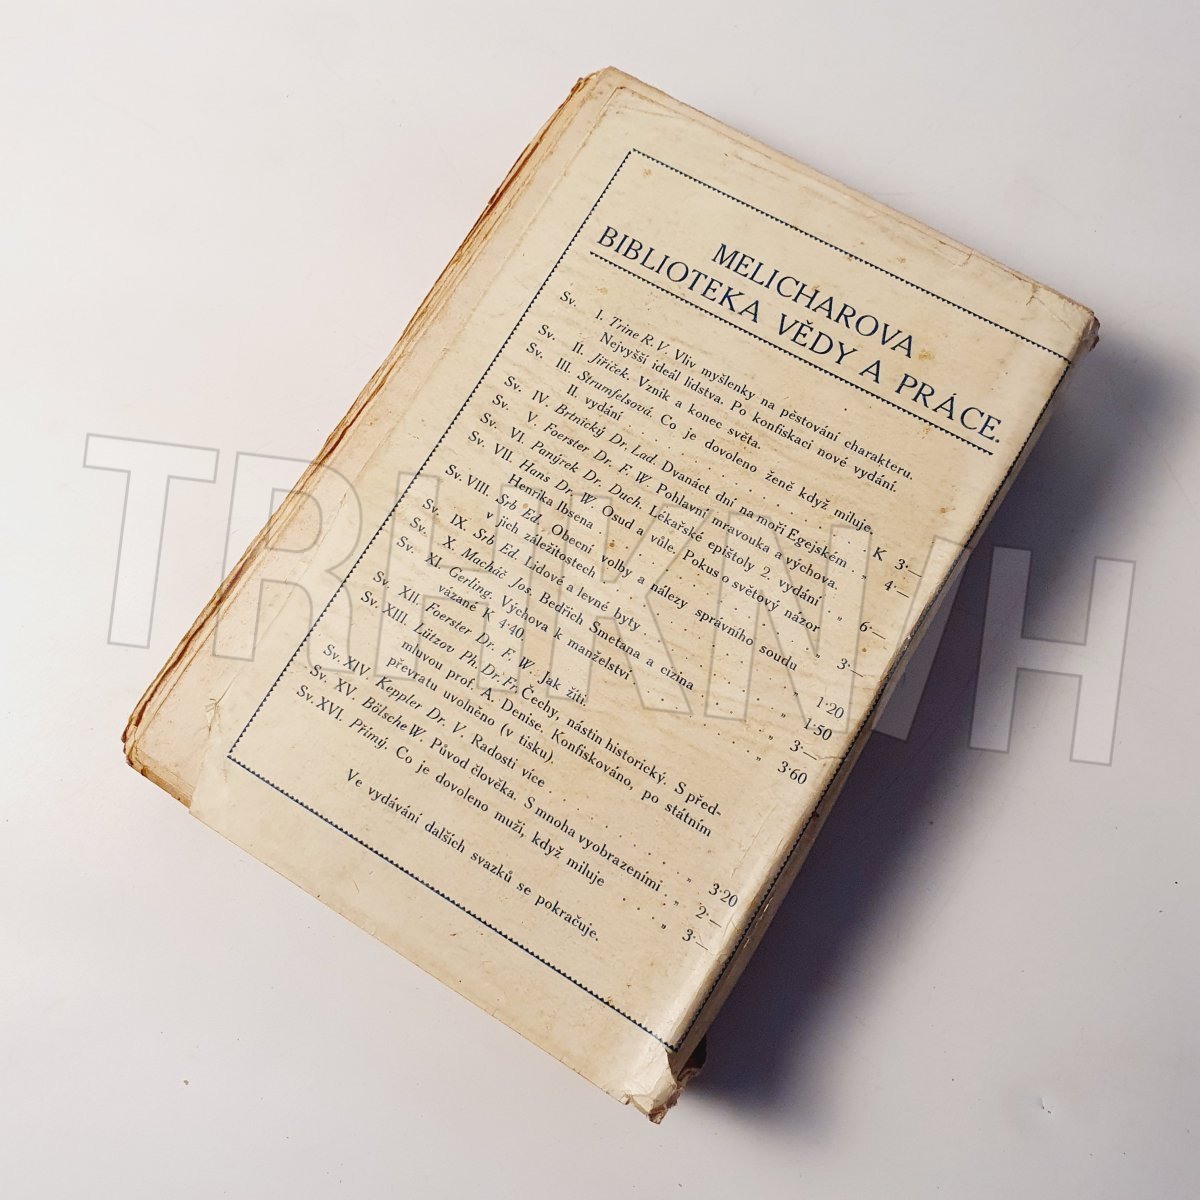 MELICHAROVA
BIBLIOTEKA VĚDY A PRÁCE.
Sv. I. Trine R. V. Vliv myšlenky na pěstování charakteru.
Nejvyšší ideál lidstva. Po konfiskaci nové vydání.
Sv. II. Jiříček. Vznik a konec světa.
Sv. III. Strumfelsová. Co je dovoleno ženě když miluje,
II. vydání . . . . . . . . . . . . K 3·—
Sv. IV. Brtnický Dr. Lad. Dvanáct dní na moři Egejském . . „ 4·—
Sv. V. Foerster Dr. F. W. Pohlavní mravouka a výchova.
Sv. VI. Panýrek Dr. Duch. Lékařské epištoly 2. vydání . . „ 6·—
Sv. VII. Hans Dr. W. Osud a vůle. Pokus o světový názor
Henrika Ibsena . . . . . . . . . . . „ 3·—
Sv. VIII. Srb Ed. Obecní volby a nálezy správního soudu
v jich záležitostech . . . . . . . . . . „ 1·20
Sv. IX. Srb Ed. Lidové a levné byty . . . . . . . „ 1·50
Sv. X. Macháč Jos. Bedřich Smetana a cizina . . . . „ 3·—
Sv. XI. Gerling. Výchova k manželství . . . . . . „ 3·60
vázané K 4·40.
Sv. XII. Foerster Dr. F. W. Jak žíti.
Sv. XIII. Lützov Ph. Dr. Fr. Čechy, nástin historický. S před-
mluvou prof. A. Denise. Konfiskováno, po státním
převratu uvolněno (v tisku).
Sv. XIV. Keppler Dr. V. Radosti více . . . . . . . „ 3·20
Sv. XV. Bölsche W. Původ člověka. S mnoha vyobrazeními . „ 2·—
Sv. XVI. Přímý. Co je dovoleno muži, když miluje . . . . „ 3·—
Ve vydávání dalších svazků se pokračuje.
TRHKNIH